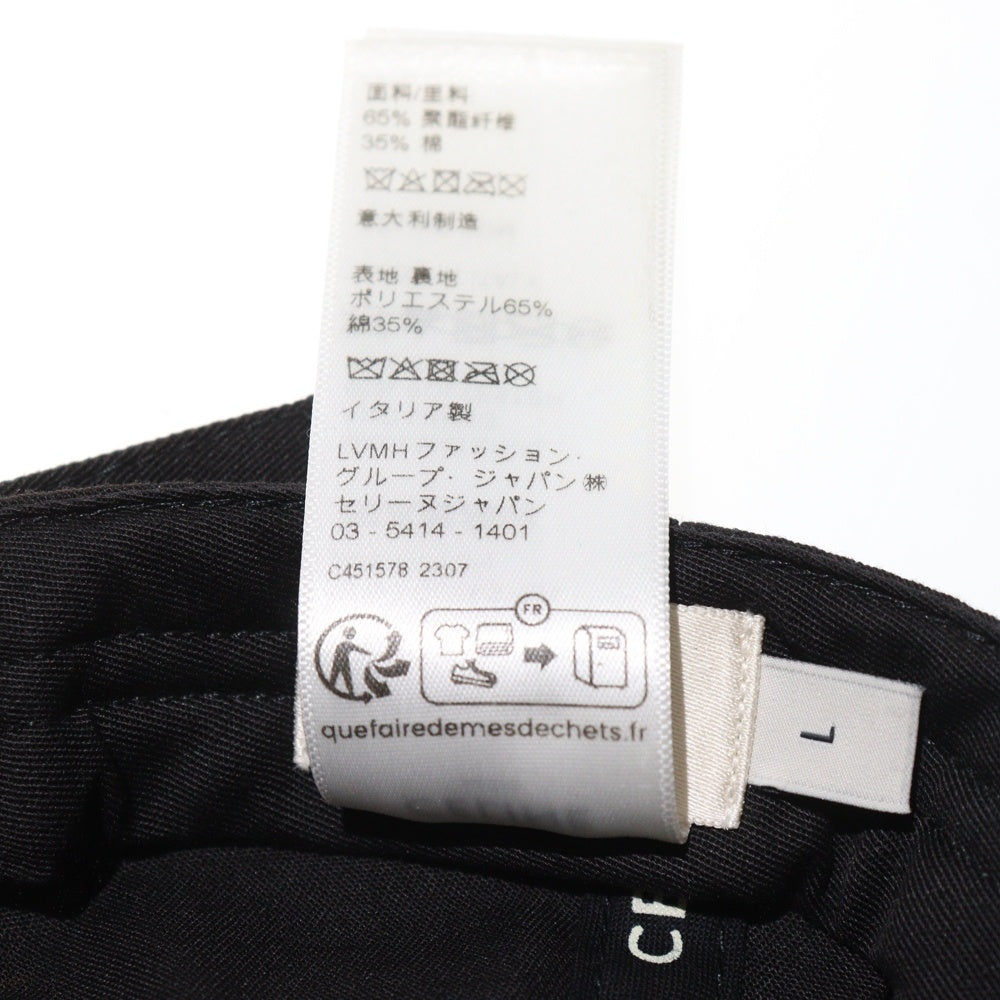 面料/里料
65% 聚酯纤维
35% 棉
意大利制造
表地 裏地
ポリエステル65%
綿35%
イタリア製
LVMHファッション・
グループ・ジャパン㈱
セリーヌジャパン
03 - 5414 - 1401
C451578 2307
FR
quefairedemesdechets.fr
L
CE